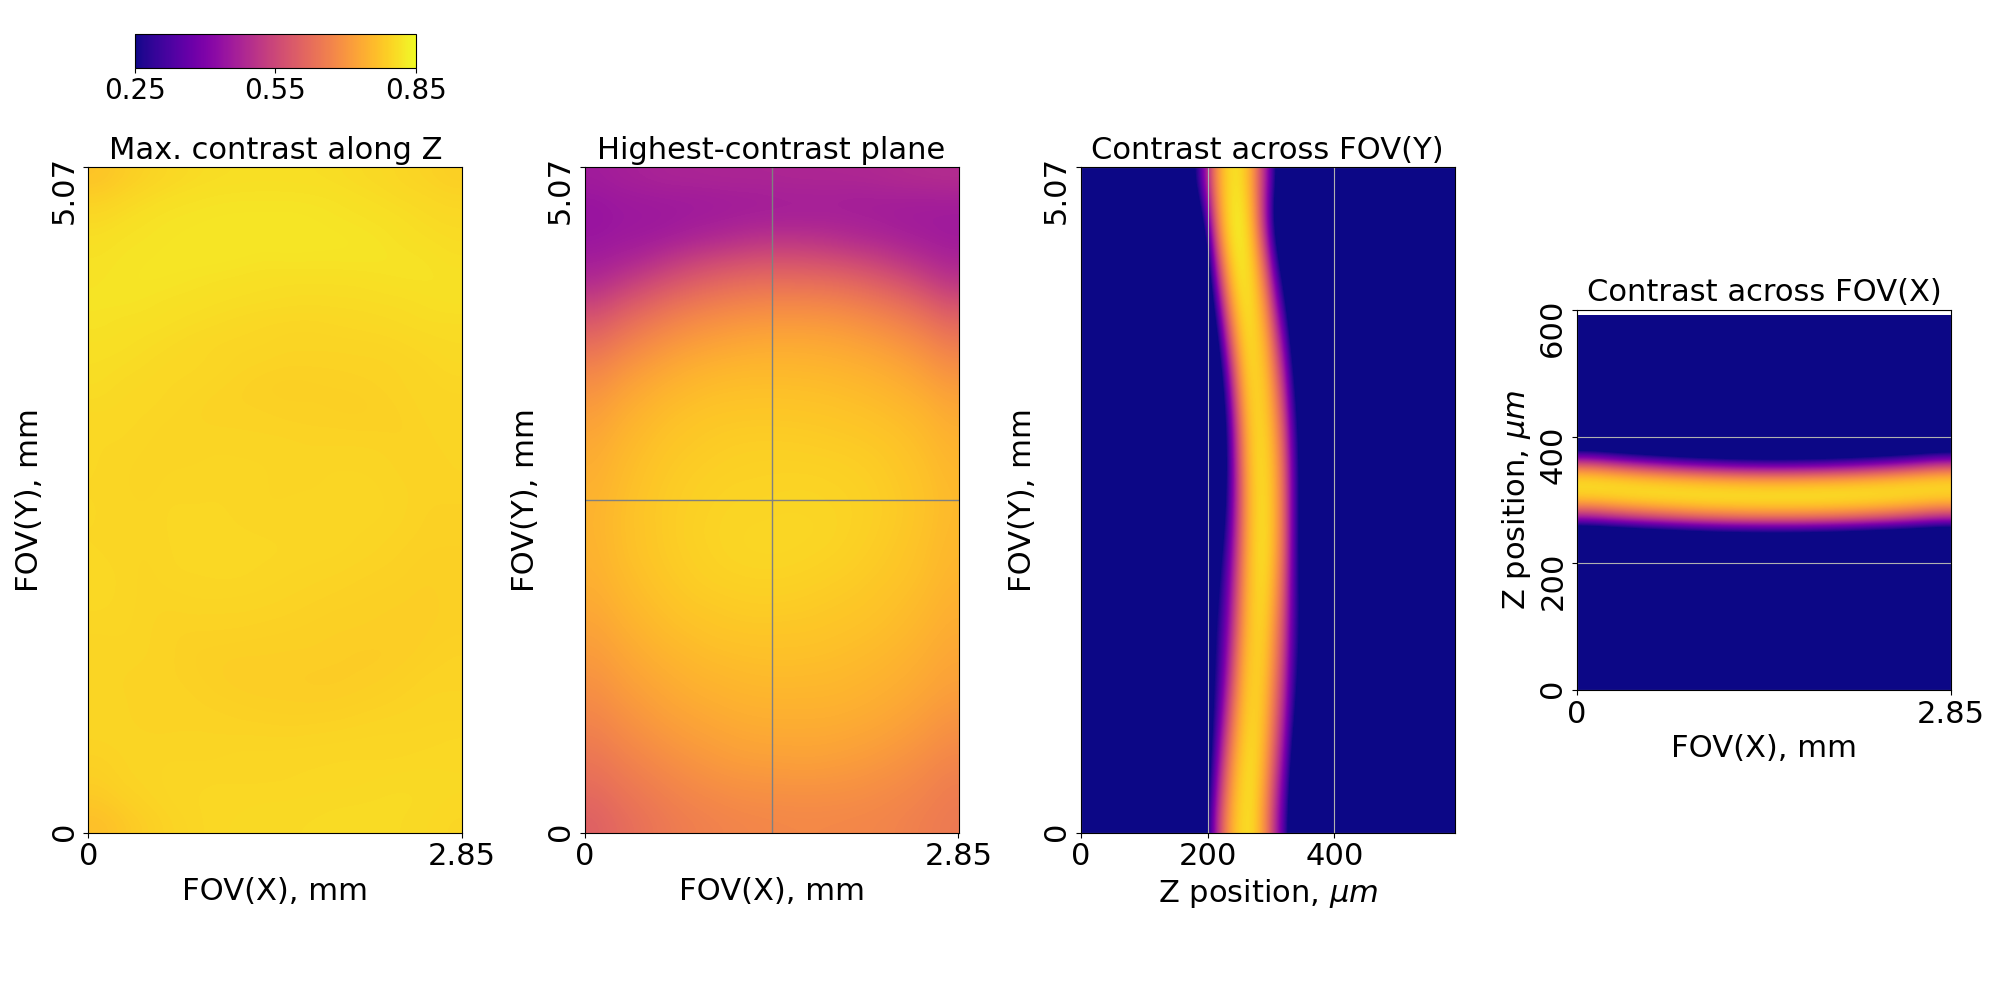 0.25 0.55 0.85
Max. contrast along Z
5.07
FOV(Y), mm
0
0 2.85
FOV(X), mm
Highest-contrast plane
5.07
FOV(Y), mm
0
0 2.85
FOV(X), mm
Contrast across FOV(Y)
5.07
FOV(Y), mm
0
0 200 400
Z position, μm
Contrast across FOV(X)
600
400
200
0
Z position, μm
0 2.85
FOV(X), mm